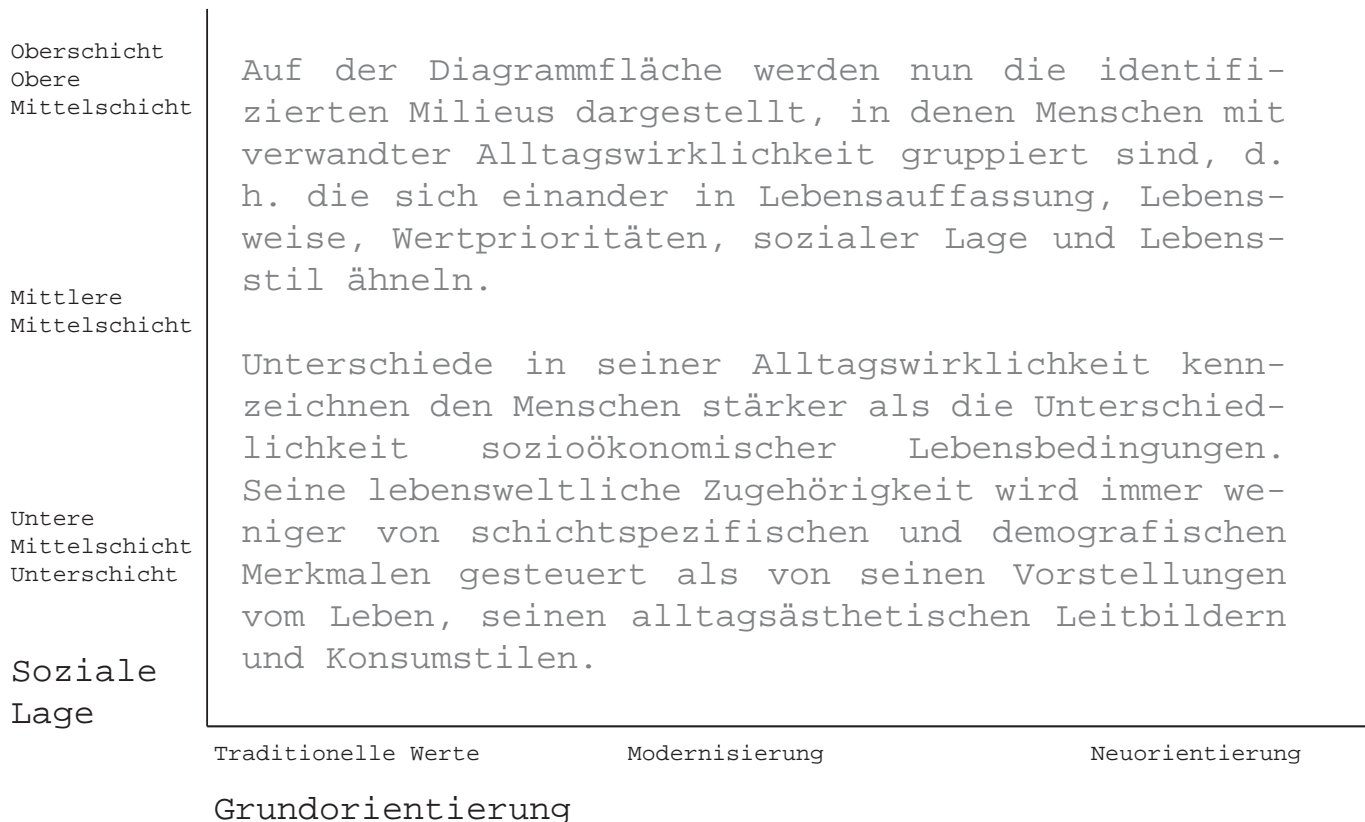 Oberschicht
Obere
Mittelschicht
Auf der Diagrammfläche werden nun die identifi-
zierten Milieus dargestellt, in denen Menschen mit
verwandter Alltagswirklichkeit gruppiert sind, d.
h. die sich einander in Lebensauffassung, Lebens-
weise, Wertprioritäten, sozialer Lage und Lebens-
stil ähneln.
Mittlere
Mittelschicht
Unterschiede in seiner Alltagswirklichkeit kenn-
zeichnen den Menschen stärker als die Unterschied-
lichkeit sozioökonomischer Lebensbedingungen.
Seine lebensweltliche Zugehörigkeit wird immer we-
niger von schichtspezifischen und demografischen
Merkmalen gesteuert als von seinen Vorstellungen
vom Leben, seinen alltagsästhetischen Leitbildern
und Konsumstilen.
Untere
Mittelschicht
Unterschicht
Soziale
Lage
Traditionelle Werte Modernisierung Neuorientierung
Grundorientierung